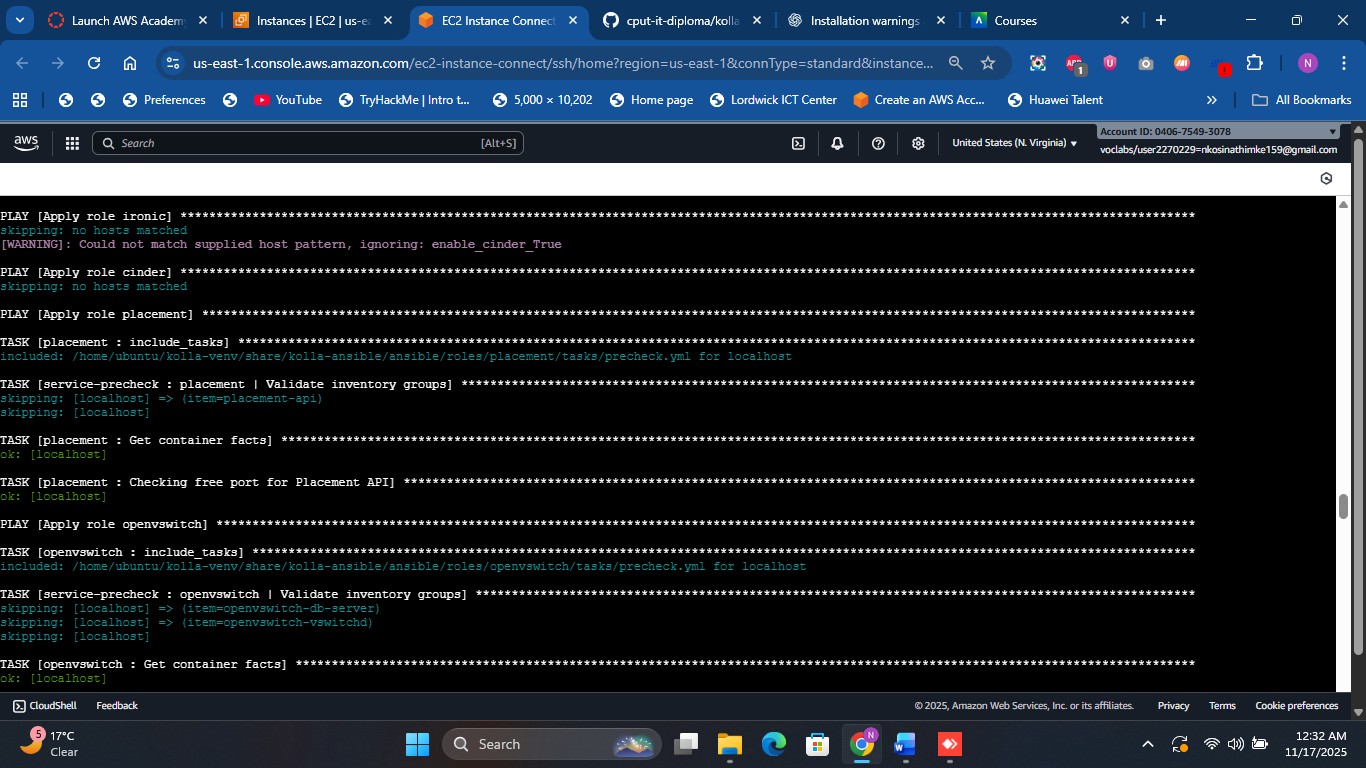 Launch AWS Academy
Instances | EC2 | us-ea
EC2 Instance Connect
cput-it-diploma/kolla
Installation warnings
Courses
us-east-1.console.aws.amazon.com/ec2-instance-connect/ssh/home?region=us-east-1&connType=standard&instance...
ABP
1
N
Preferences
YouTube
TryHackMe | Intro t...
5,000 × 10,202
Home page
Lordwick ICT Center
Create an AWS Acc...
Huawei Talent
»
All Bookmarks
aws
Search
[Alt+S]
United States (N. Virginia)
Account ID: 0406-7549-3078
voclabs/user2270229=nkosinathimke159@gmail.com
PLAY [Apply role ironic] ********************************************************************************************************************************************
skipping: no hosts matched
[WARNING]: Could not match supplied host pattern, ignoring: enable_cinder_True
PLAY [Apply role cinder] ********************************************************************************************************************************************
skipping: no hosts matched
PLAY [Apply role placement] *****************************************************************************************************************************************
TASK [placement : include_tasks] ************************************************************************************************************************************
included: /home/ubuntu/kolla-venv/share/kolla-ansible/ansible/roles/placement/tasks/precheck.yml for localhost
TASK [service-precheck : placement | Validate inventory groups] *****************************************************************************************************
skipping: [localhost] => (item=placement-api)
skipping: [localhost]
TASK [placement : Get container facts] ******************************************************************************************************************************
ok: [localhost]
TASK [placement : Checking free port for Placement API] *************************************************************************************************************
ok: [localhost]
PLAY [Apply role openvswitch] ***************************************************************************************************************************************
TASK [openvswitch : include_tasks] **********************************************************************************************************************************
included: /home/ubuntu/kolla-venv/share/kolla-ansible/ansible/roles/openvswitch/tasks/precheck.yml for localhost
TASK [service-precheck : openvswitch | Validate inventory groups] ***************************************************************************************************
skipping: [localhost] => (item=openvswitch-db-server)
skipping: [localhost] => (item=openvswitch-vswitchd)
skipping: [localhost]
TASK [openvswitch : Get container facts] ****************************************************************************************************************************
ok: [localhost]
CloudShell
Feedback
© 2025, Amazon Web Services, Inc. or its affiliates.
Privacy
Terms
Cookie preferences
5
17°C
Clear
Search
N
12:32 AM
11/17/2025